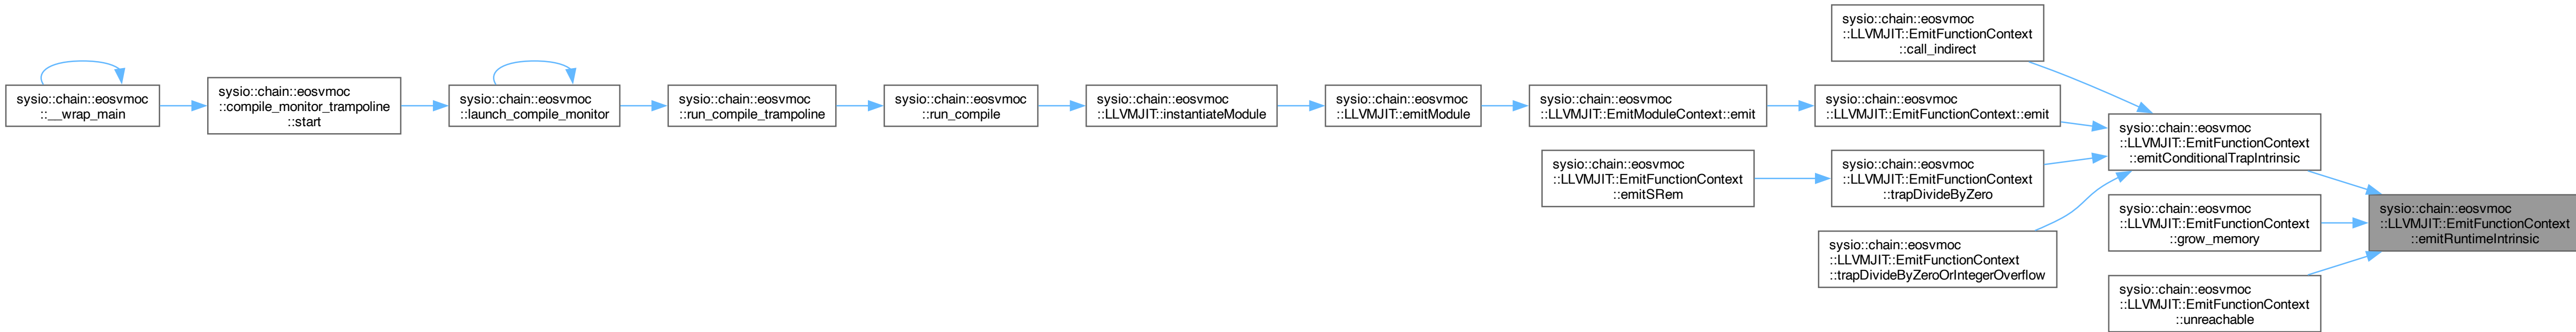 sysio::chain::eosvmoc
::__wrap_main
sysio::chain::eosvmoc
::compile_monitor_trampoline
::start
sysio::chain::eosvmoc
::launch_compile_monitor
sysio::chain::eosvmoc
::run_compile_trampoline
sysio::chain::eosvmoc
::run_compile
sysio::chain::eosvmoc
::LLVMJIT::instantiateModule
sysio::chain::eosvmoc
::LLVMJIT::emitModule
sysio::chain::eosvmoc
::LLVMJIT::EmitModuleContext::emit
sysio::chain::eosvmoc
::LLVMJIT::EmitFunctionContext
::call_indirect
sysio::chain::eosvmoc
::LLVMJIT::EmitFunctionContext::emit
sysio::chain::eosvmoc
::LLVMJIT::EmitFunctionContext
::emitSRem
sysio::chain::eosvmoc
::LLVMJIT::EmitFunctionContext
::trapDivideByZero
sysio::chain::eosvmoc
::LLVMJIT::EmitFunctionContext
::trapDivideByZeroOrIntegerOverflow
sysio::chain::eosvmoc
::LLVMJIT::EmitFunctionContext
::emitConditionalTrapIntrinsic
sysio::chain::eosvmoc
::LLVMJIT::EmitFunctionContext
::grow_memory
sysio::chain::eosvmoc
::LLVMJIT::EmitFunctionContext
::unreachable
sysio::chain::eosvmoc
::LLVMJIT::EmitFunctionContext
::emitRuntimeIntrinsic